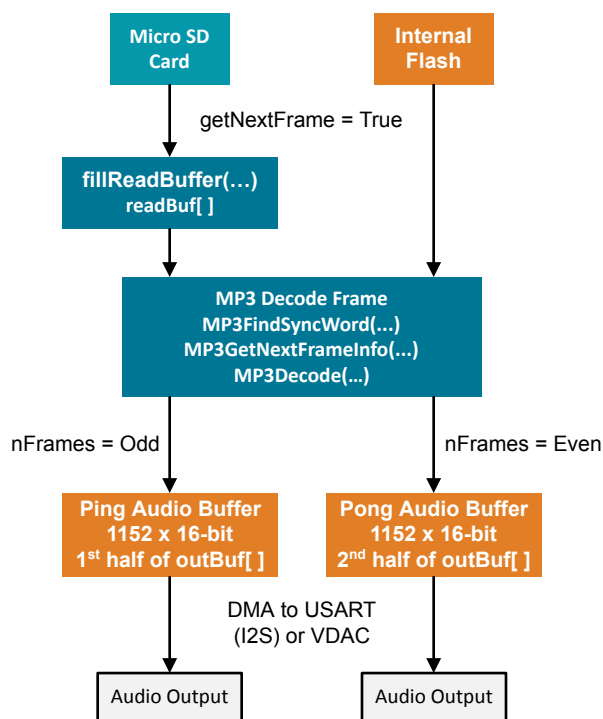 Micro SD
Card
Internal
Flash
getNextFrame = True
fillReadBuffer(...)
readBuf[ ]
MP3 Decode Frame
MP3FindSyncWord(...)
MP3GetNextFrameInfo(...)
MP3Decode(...)
nFrames = Odd
nFrames = Even
Ping Audio Buffer
1152 x 16-bit
1st half of outBuf[ ]
Pong Audio Buffer
1152 x 16-bit
2nd half of outBuf[ ]
DMA to USART
(I2S) or VDAC
Audio Output
Audio Output